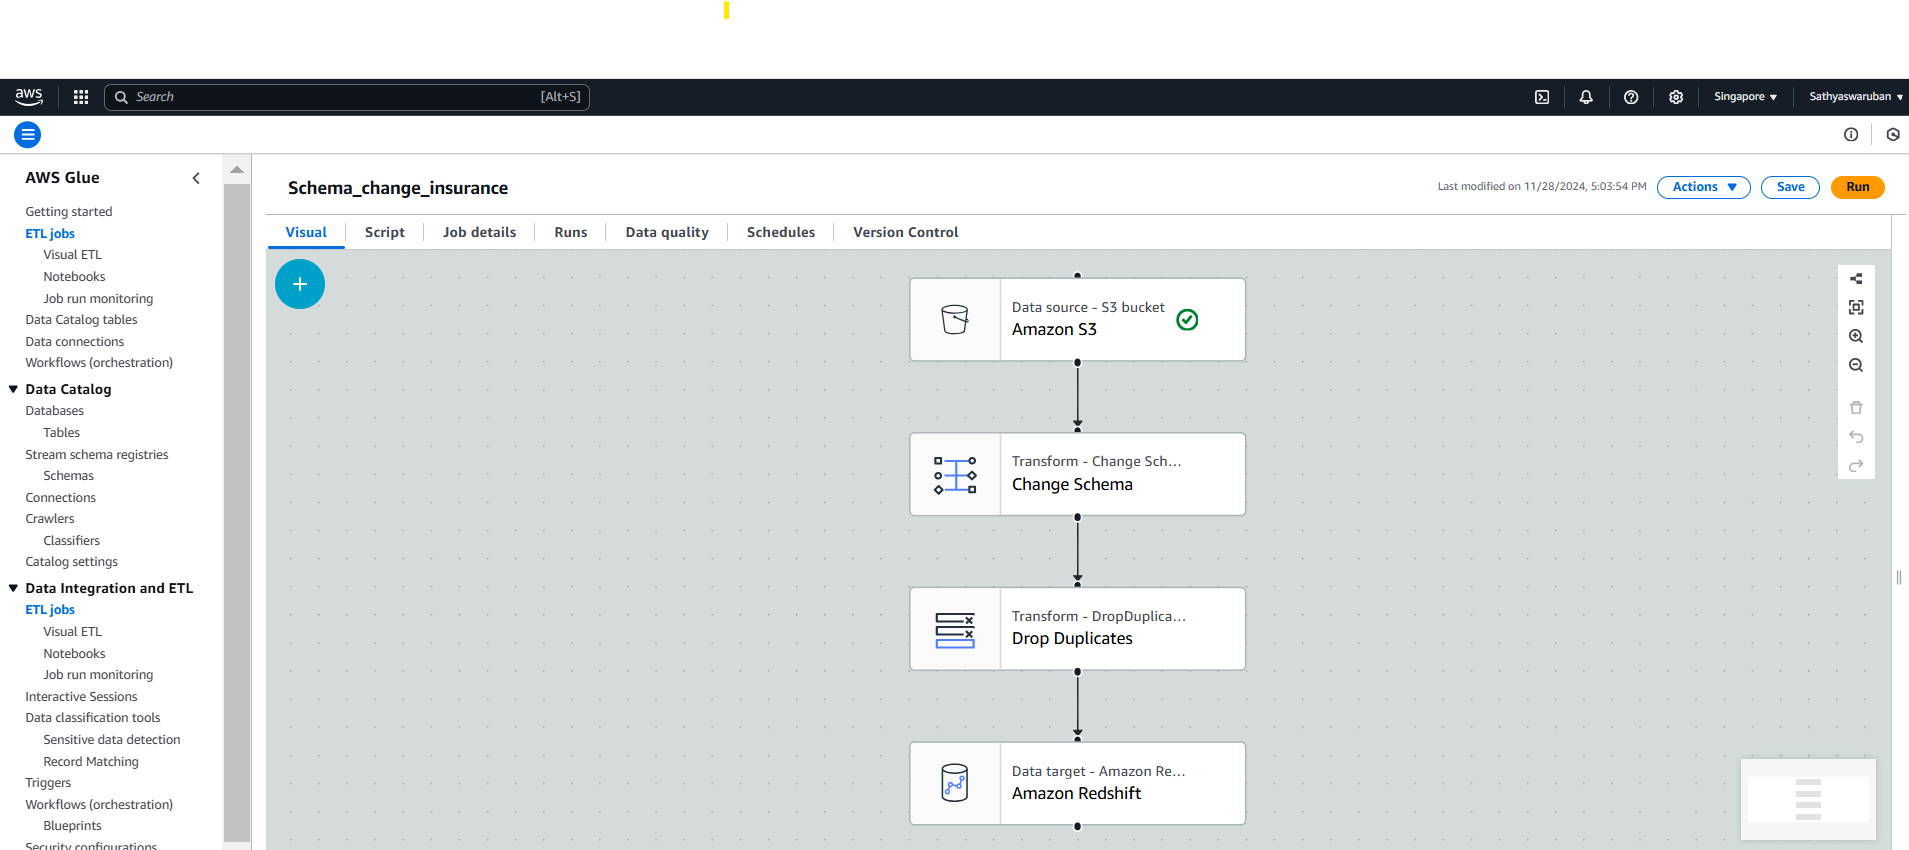 aws
Search
[Alt+S]
Singapore
Sathyaswaruban
AWS Glue
Getting started
ETL jobs
Visual ETL
Notebooks
Job run monitoring
Data Catalog tables
Data connections
Workflows (orchestration)
Data Catalog
Databases
Tables
Stream schema registries
Schemas
Connections
Crawlers
Classifiers
Catalog settings
Data Integration and ETL
ETL jobs
Visual ETL
Notebooks
Job run monitoring
Interactive Sessions
Data classification tools
Sensitive data detection
Record Matching
Triggers
Workflows (orchestration)
Blueprints
Security configurations
Schema_change_insurance
Last modified on 11/28/2024, 5:03:54 PM
Actions
Save
Run
Visual
Script
Job details
Runs
Data quality
Schedules
Version Control
Data source - S3 bucket
Amazon S3
Transform - Change Sch...
Change Schema
Transform - DropDuplica...
Drop Duplicates
Data target - Amazon Re...
Amazon Redshift